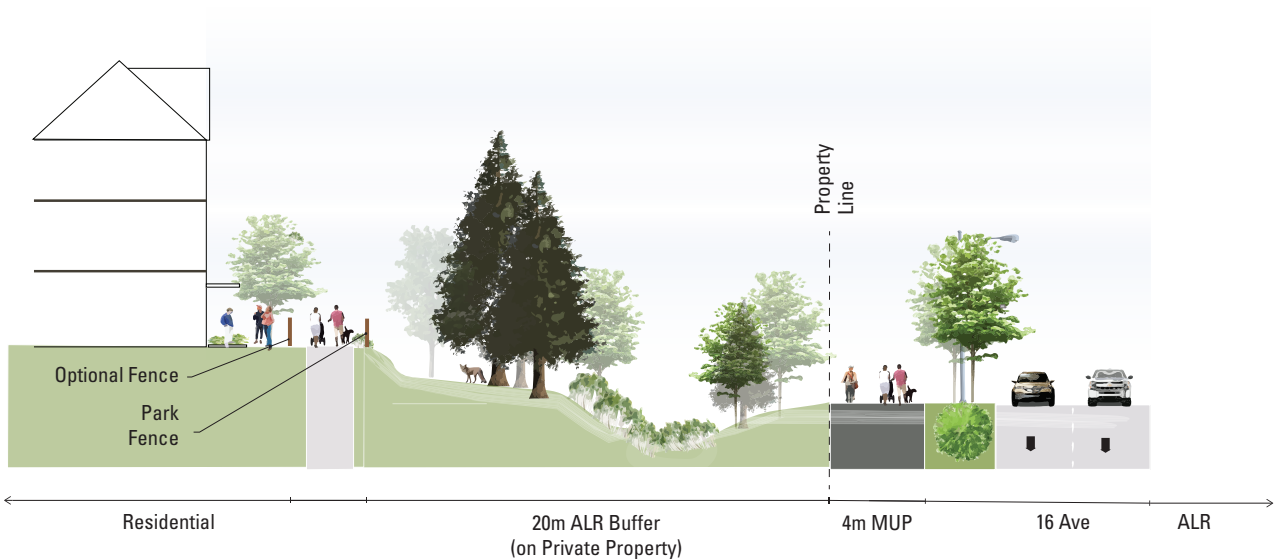 Property
Line
Optional Fence
Park
Fence
Residential
20m ALR Buffer
(on Private Property)
4m MUP
16 Ave
ALR